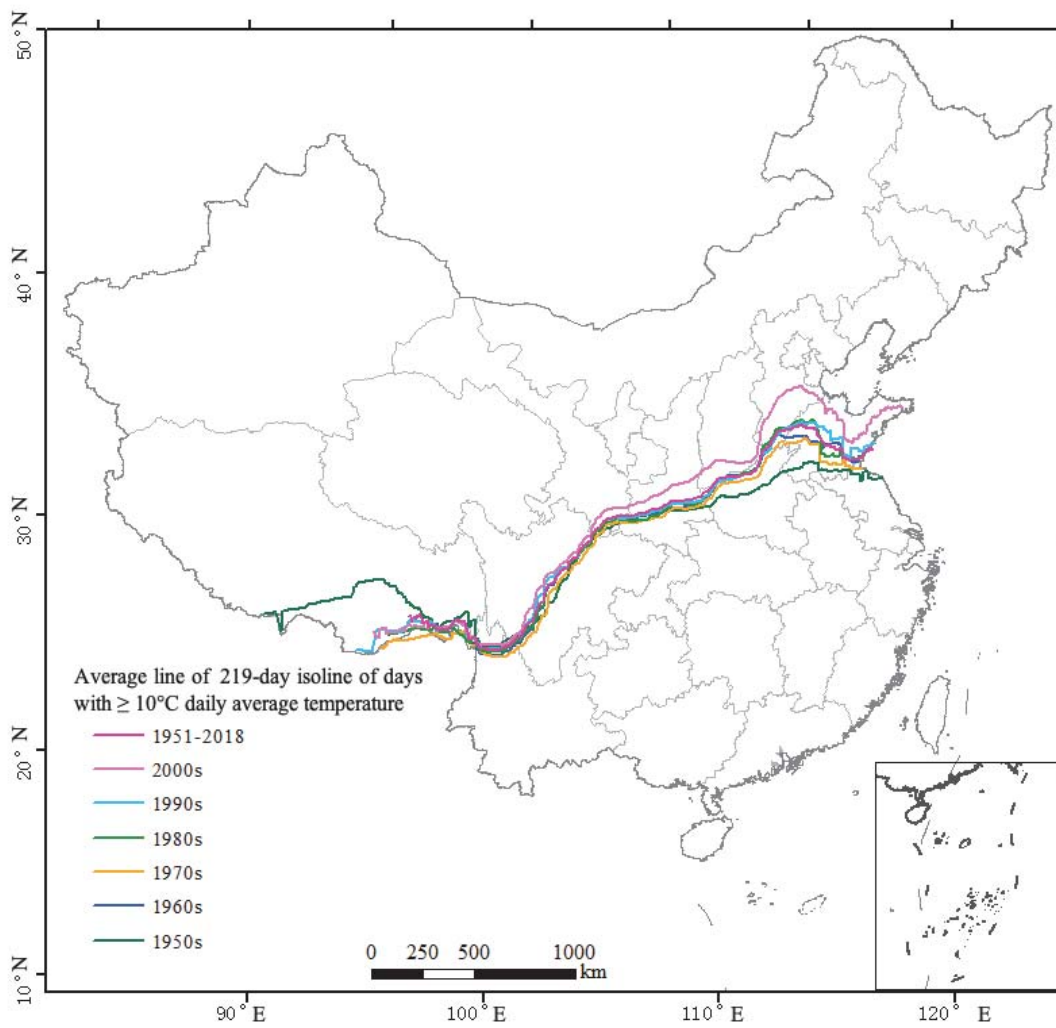 50° N
40° N
30° N
20° N
10° N
Average line of 219-day isoline of days
with ≥ 10°C daily average temperature
1951-2018
2000s
1990s
1980s
1970s
1960s
1950s
0 250 500 1000
km
90° E 100° E 110° E 120° E